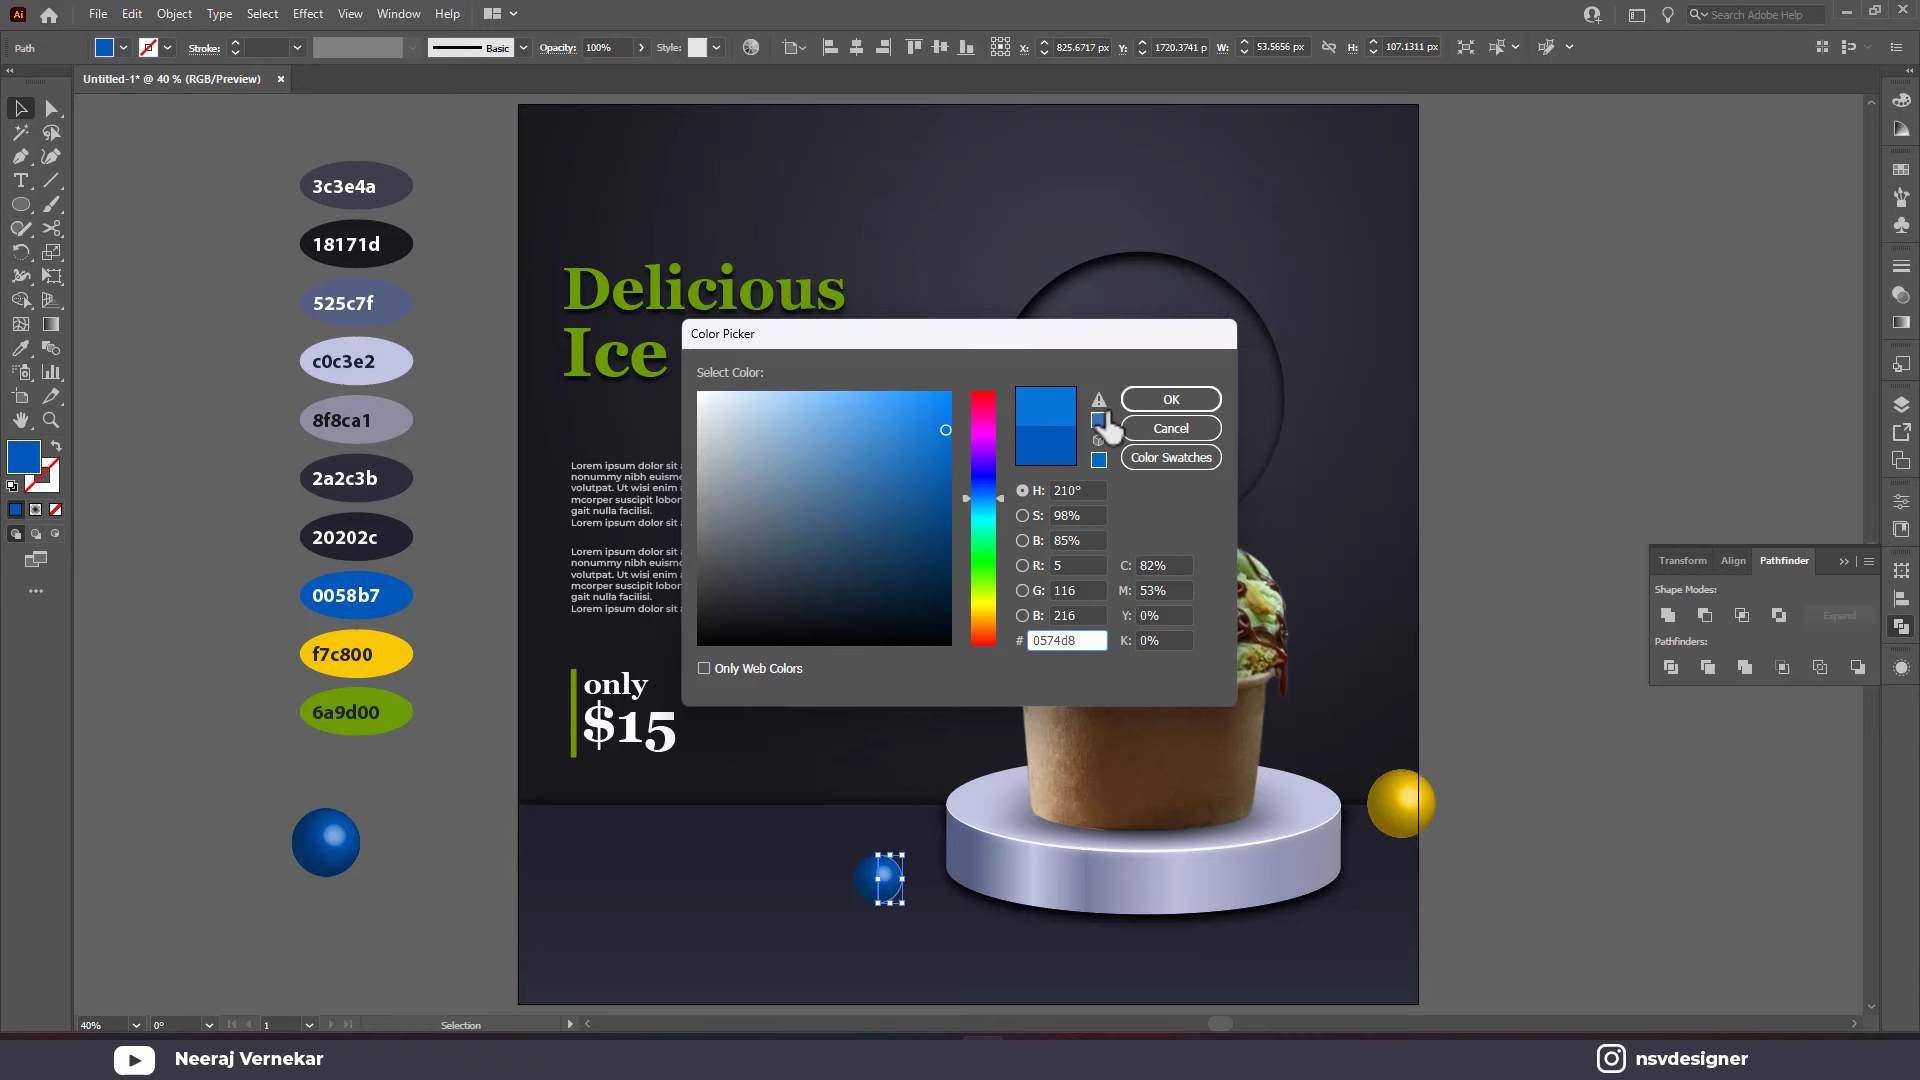 Ai File Edit Object Type Select Effect View Window Help Search Adobe Help
Path Stroke: Basic Opacity: 100% Style: X: 825.6717 px Y: 1720.3741 p W: 53.5656 px H: 107.1311 px
Untitled-1* @ 40 % (RGB/Preview) ×
3c3e4a
18171d
525c7f
c0c3e2
8f8ca1
2a2c3b
20202c
0058b7
f7c800
6a9d00
Delicious
Ice
Lorem ipsum dolor sit a
nonummy nibh euismo
volutpat. Ut wisi enim a
mcorper suscipit lobor
gait nulla facilisi.
Lorem ipsum dolor sit a
Lorem ipsum dolor sit a
nonummy nibh euismo
volutpat. Ut wisi enim a
mcorper suscipit lobor
gait nulla facilisi.
Lorem ipsum dolor sit a
only
$15
Color Picker
Select Color:
OK
Cancel
Color Swatches
H: 210°
S: 98%
B: 85%
R: 5 C: 82%
G: 116 M: 53%
B: 216 Y: 0%
# 0574d8 K: 0%
Only Web Colors
Transform Align Pathfinder
Shape Modes:
Expand
Pathfinders:
40% 0° 1 Selection
Neeraj Vernekar
nsvdesigner